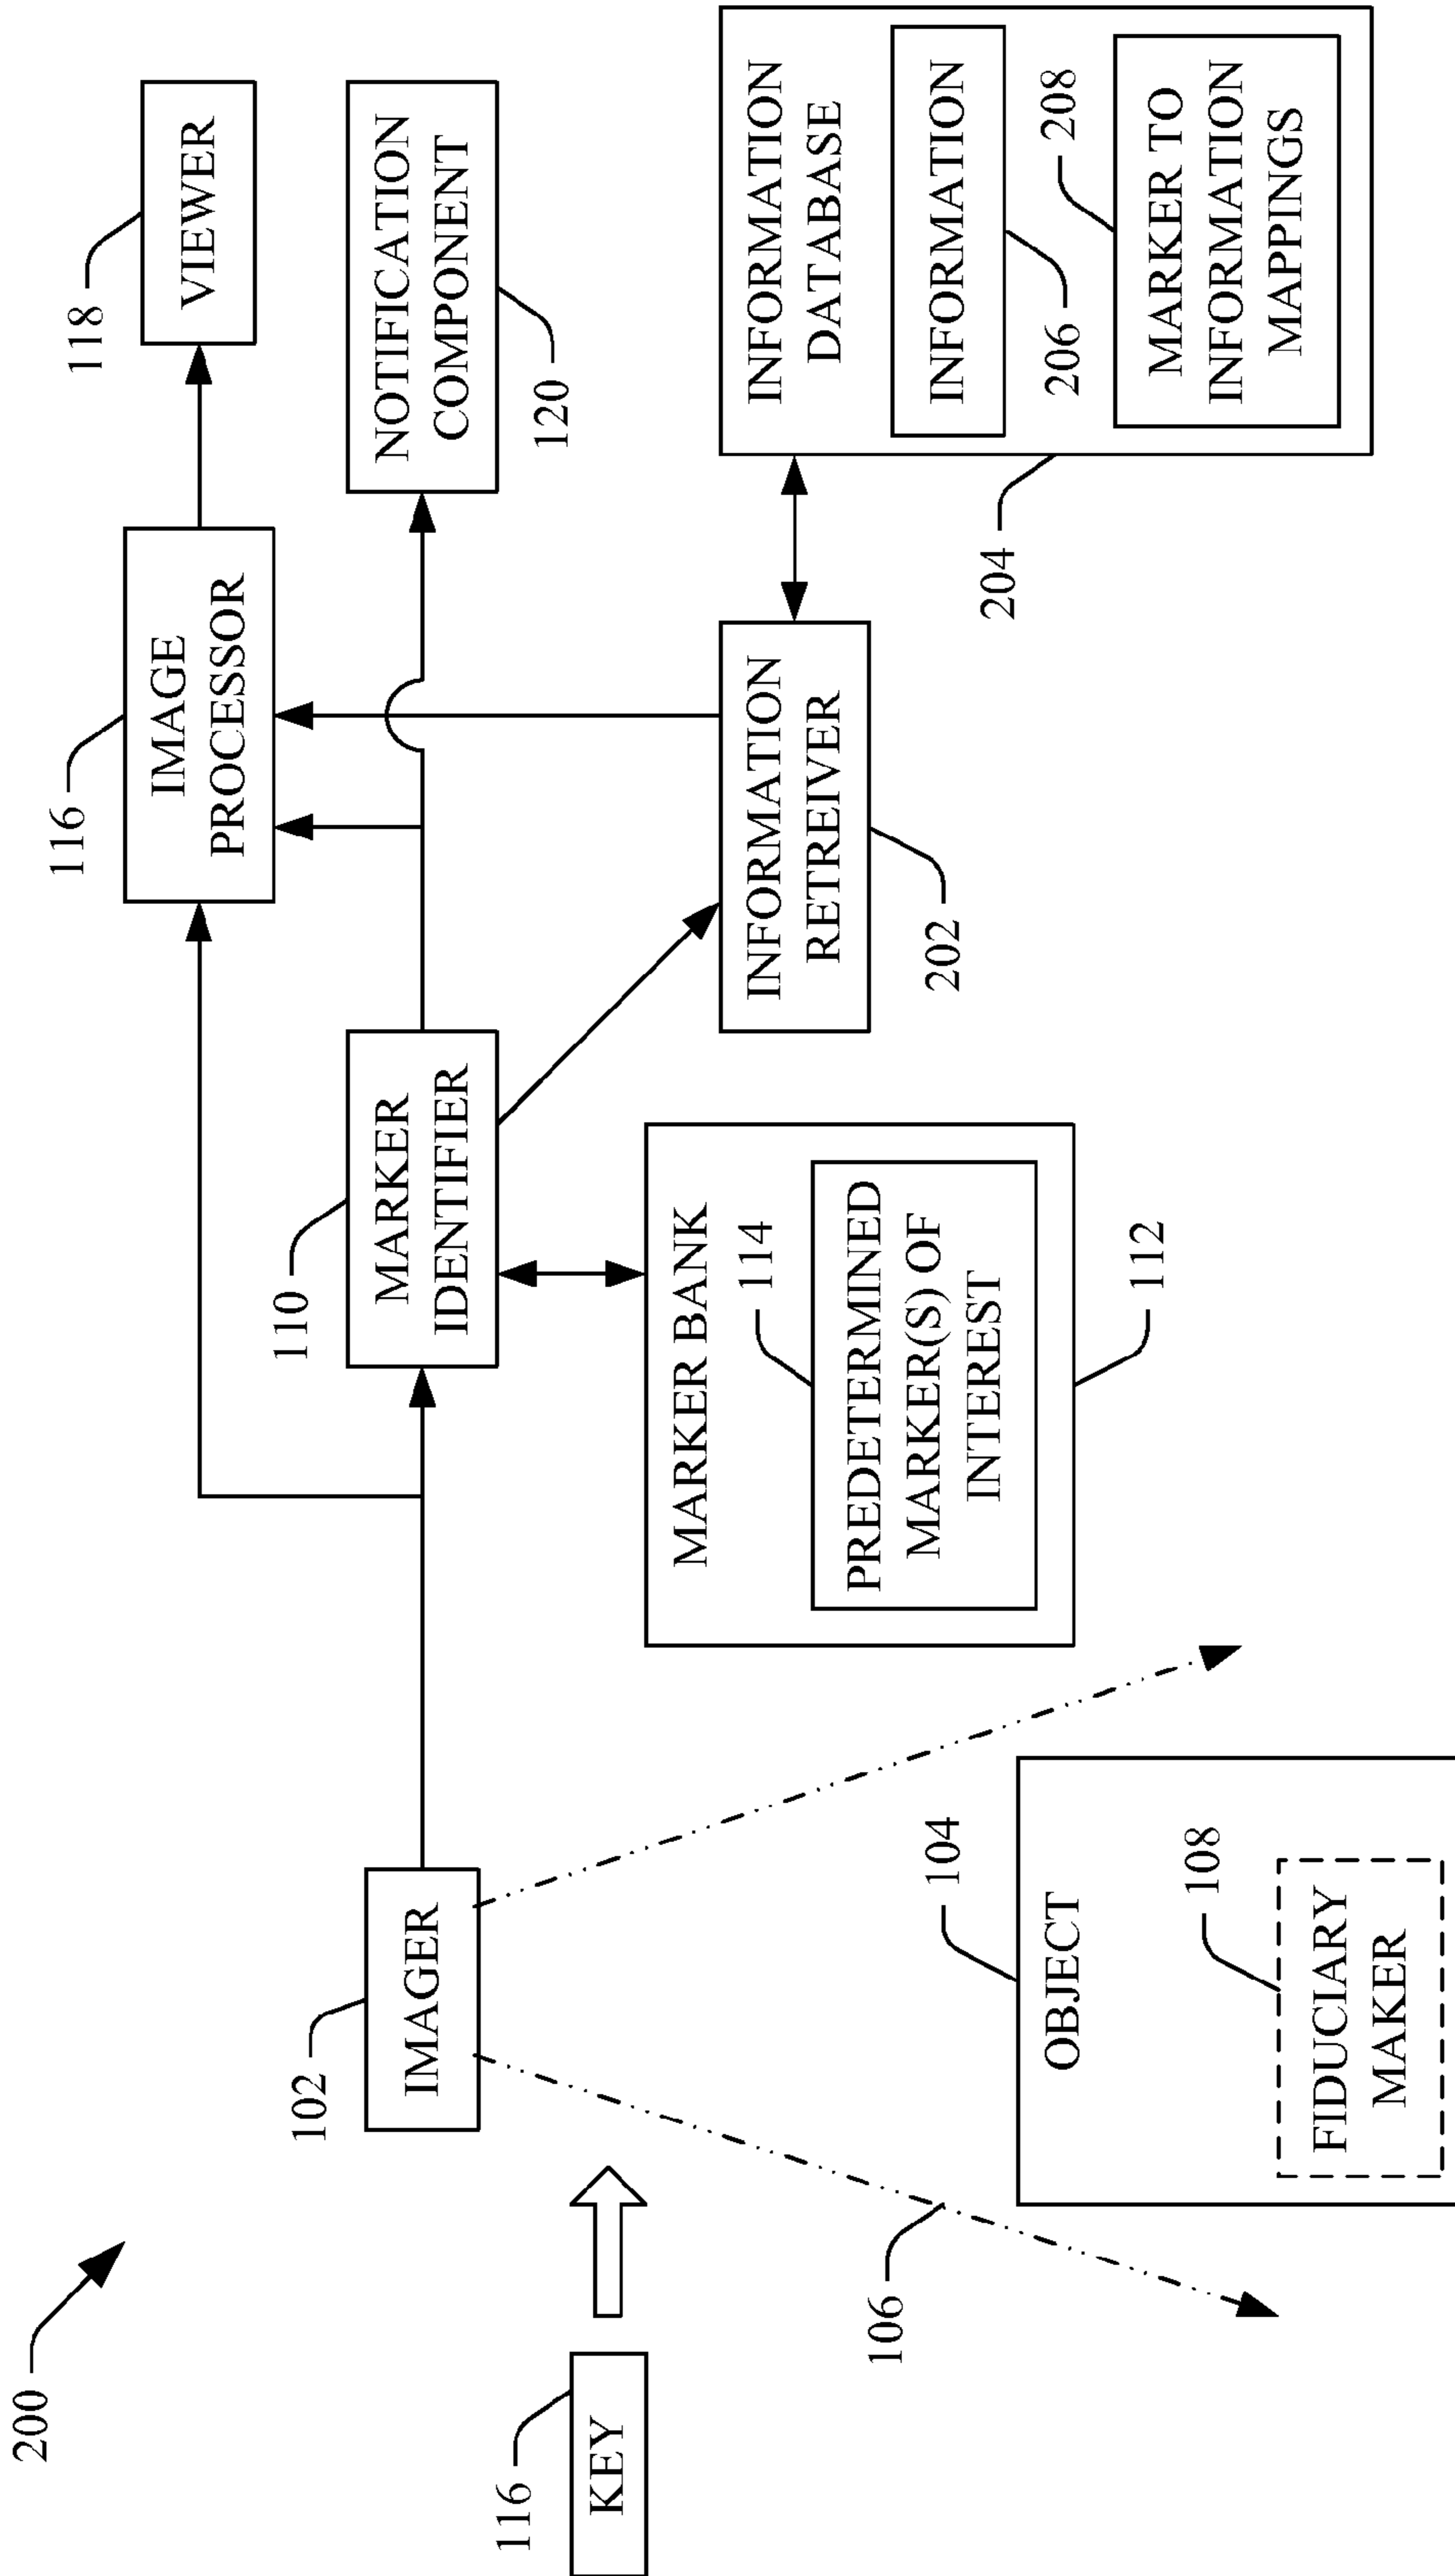 200
118
VIEWER
116
IMAGE
PROCESSOR
NOTIFICATION
COMPONENT
120
110
MARKER
IDENTIFIER
102
IMAGER
116
KEY
INFORMATION
RETREIVER
202
INFORMATION
DATABASE
INFORMATION
206
208
MARKER TO
INFORMATION
MAPPINGS
204
MARKER BANK
114
PREDETERMINED
MARKER(S) OF
INTEREST
112
106
104
OBJECT
108
FIDUCIARY
MAKER